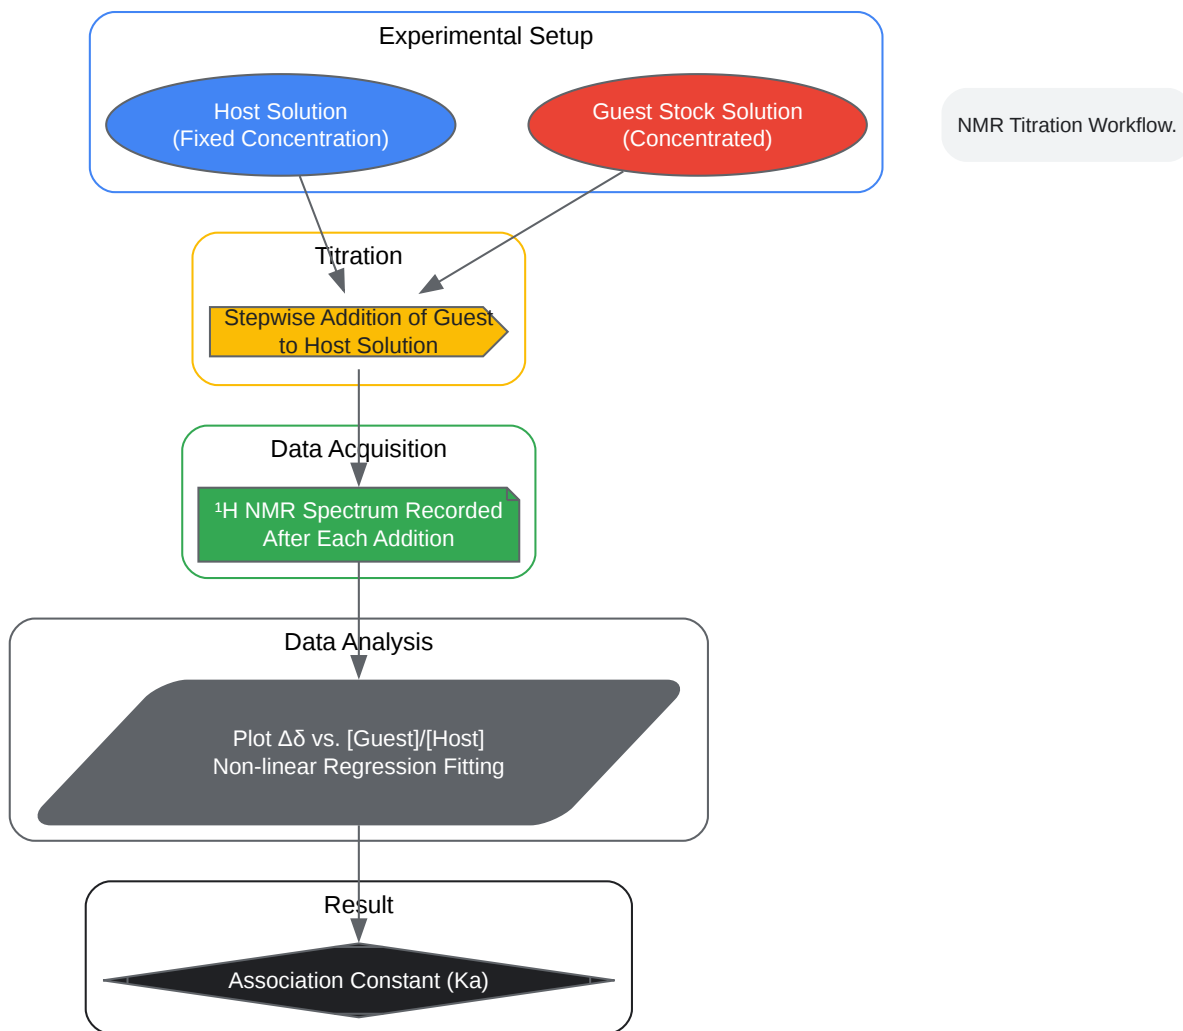 Experimental Setup
Host Solution
(Fixed Concentration)
Guest Stock Solution
(Concentrated)
NMR Titration Workflow.
Titration
Stepwise Addition of Guest
to Host Solution
Data Acquisition
¹H NMR Spectrum Recorded
After Each Addition
Data Analysis
Plot Δδ vs. [Guest]/[Host]
Non-linear Regression Fitting
Result
Association Constant (Ka)